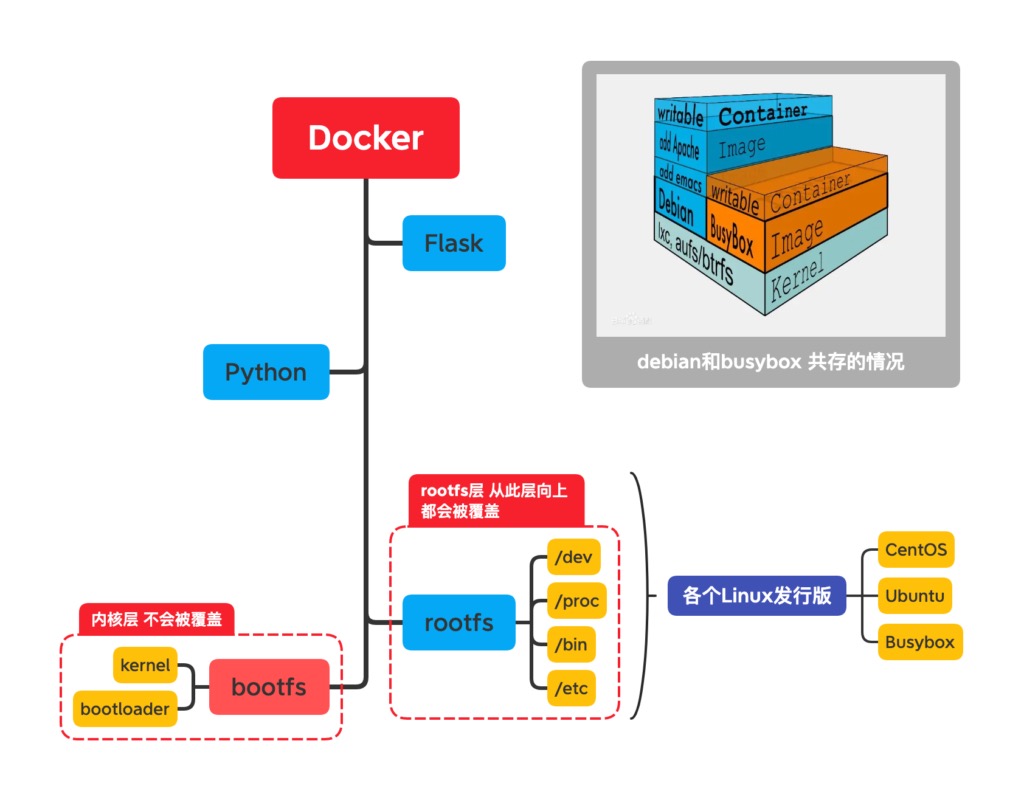 Docker
Flask
Python
writable Container
add Apache Image
add emacs
writable Container
Debian
BusyBox Image
lxc, aufs/btrfs
Kernel
debian和busybox 共存的情况
rootfs层 从此层向上
都会被覆盖
/dev
/proc
/bin
/etc
rootfs
各个Linux发行版
CentOS
Ubuntu
Busybox
内核层 不会被覆盖
kernel
bootloader
bootfs